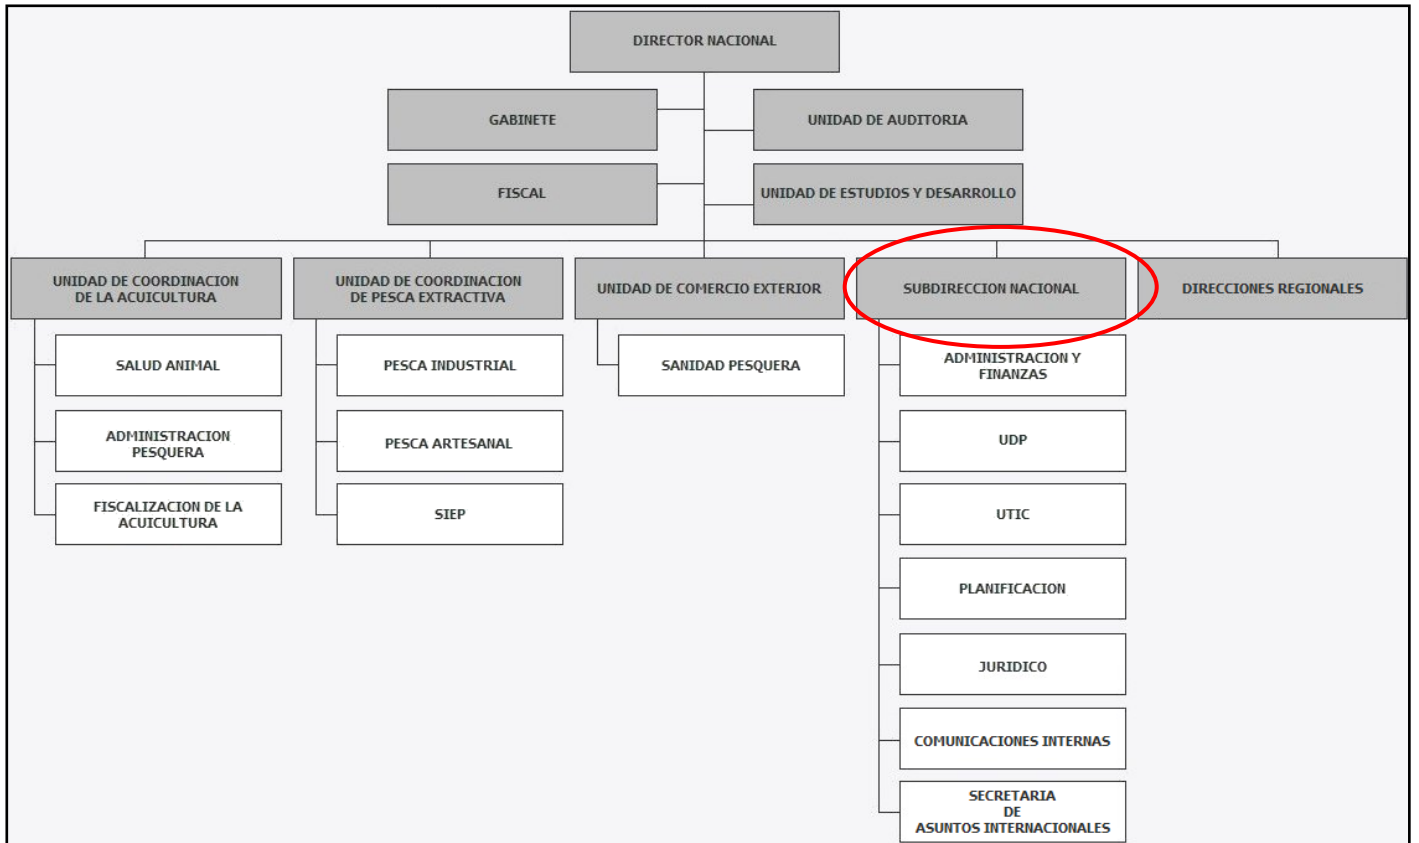 DIRECTOR NACIONAL
GABINETE
UNIDAD DE AUDITORIA
FISCAL
UNIDAD DE ESTUDIOS Y DESARROLLO
UNIDAD DE COORDINACION
DE LA ACUICULTURA
UNIDAD DE COORDINACION
DE PESCA EXTRACTIVA
UNIDAD DE COMERCIO EXTERIOR
SUBDIRECCION NACIONAL
DIRECCIONES REGIONALES
SALUD ANIMAL
ADMINISTRACION
PESQUERA
FISCALIZACION DE LA
ACUICULTURA
PESCA INDUSTRIAL
PESCA ARTESANAL
SIEP
SANIDAD PESQUERA
ADMINISTRACION Y
FINANZAS
UDP
UTIC
PLANIFICACION
JURIDICO
COMUNICACIONES INTERNAS
SECRETARIA
DE
ASUNTOS INTERNACIONALES